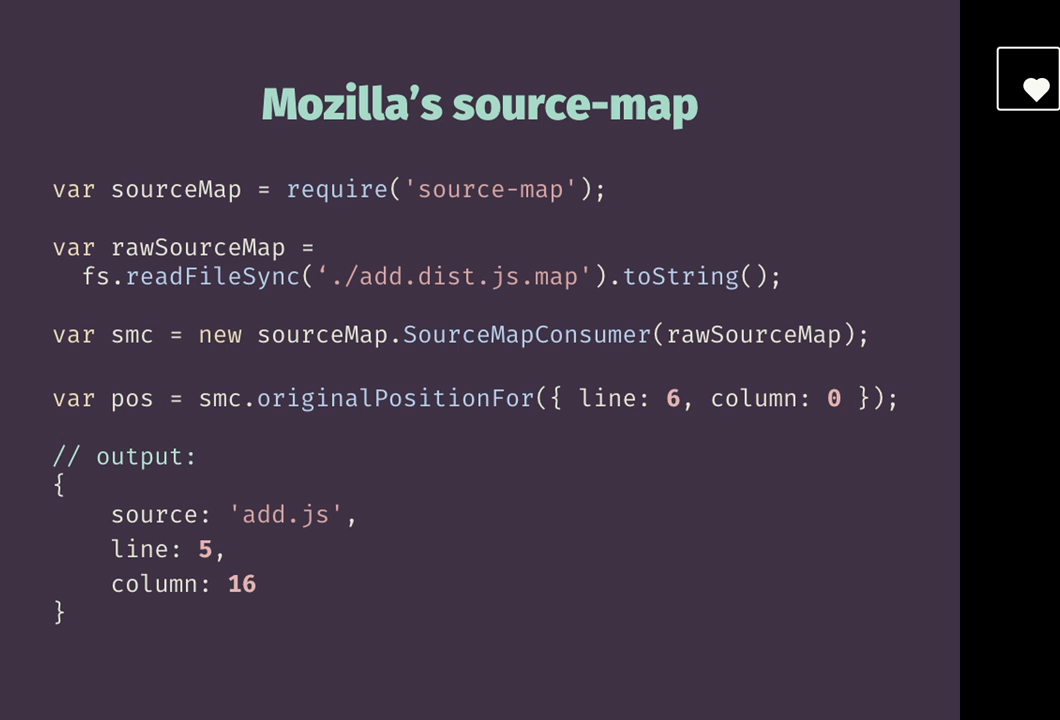 Mozilla’s source-map
var sourceMap = require('source-map');
var rawSourceMap =
fs.readFileSync(‘./add.dist.js.map').toString();
var smc = new sourceMap.SourceMapConsumer(rawSourceMap);
var pos = smc.originalPositionFor({ line: 6, column: 0 });
// output:
{
source: 'add.js',
line: 5,
column: 16
}